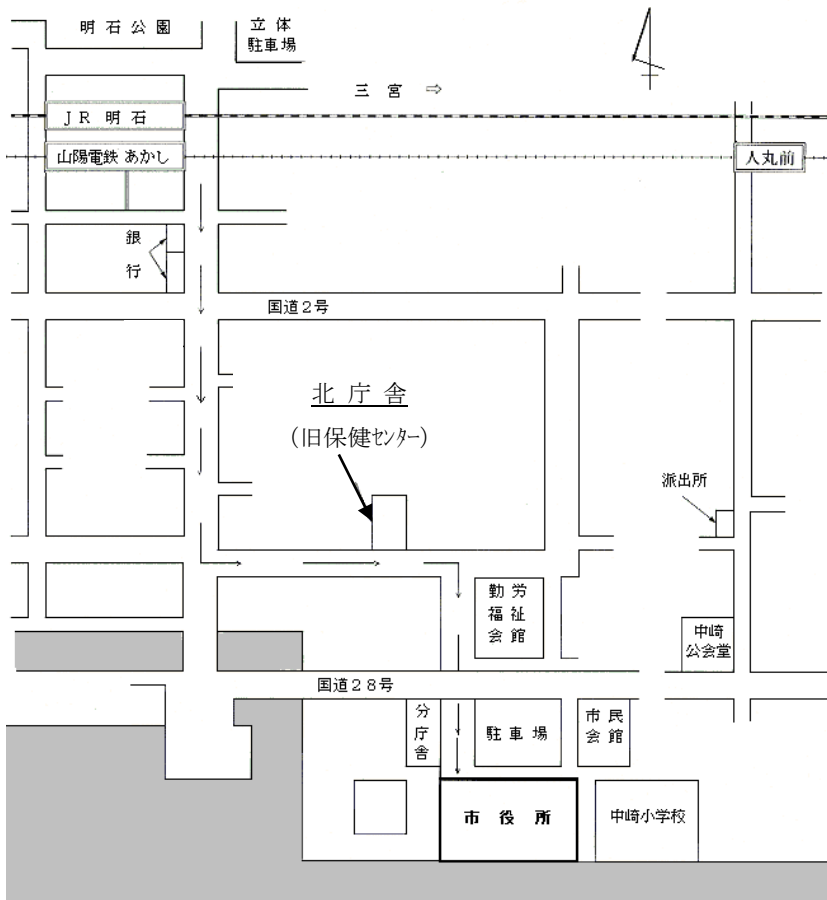 明石公園
立体
駐車場
三宮 ⇒
JR 明石
山陽電鉄 あかし
人丸前
銀
行
国道2号
北庁舎
(旧保健センター)
派出所
勤労
福祉
会館
中崎
公会堂
国道28号
分
庁
舎
駐車場
市民
会館
市役所
中崎小学校